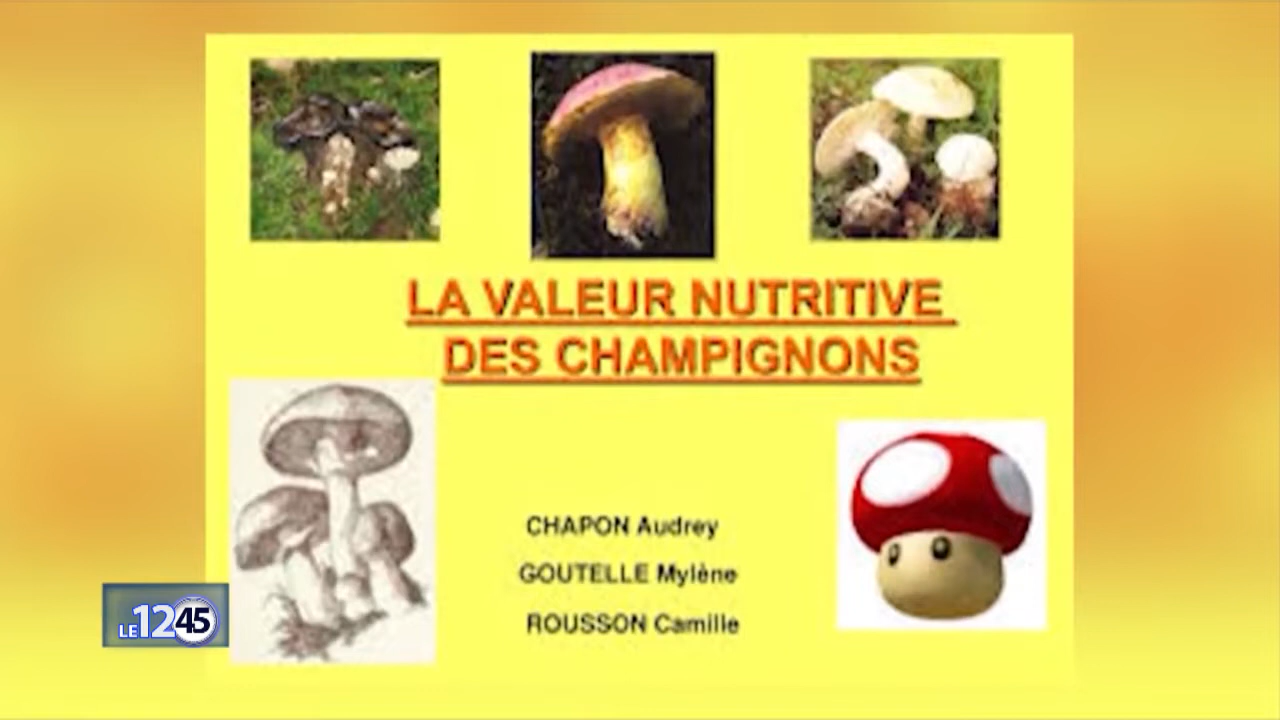 LA VALEUR NUTRITIVE
DES CHAMPIGNONS
CHAPON Audrey
GOUTELLE Mylène
ROUSSON Camille
LE 12 45